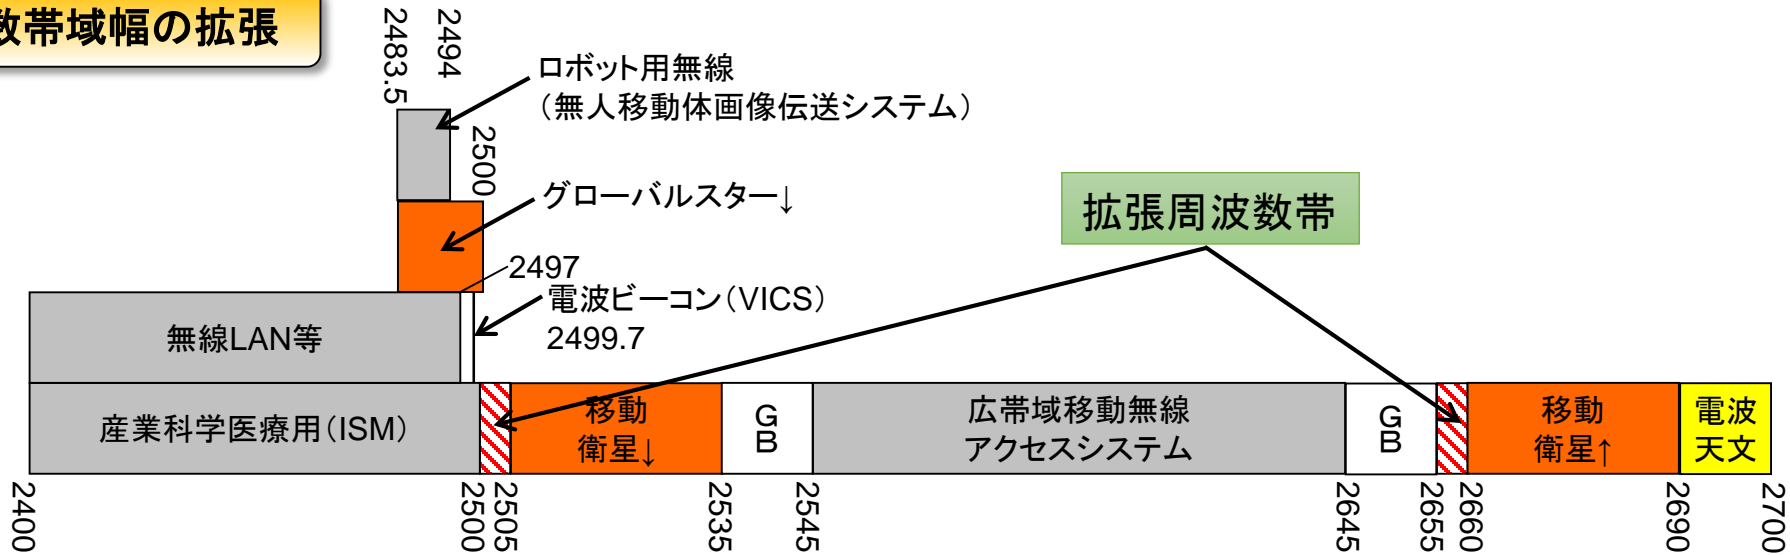 数帯域幅の拡張
2483.5
2494
ロボット用無線
（無人移動体画像伝送システム）
2500
グローバルスター↓
拡張周波数帯
2497
電波ビーコン（VICS）
2499.7
無線LAN等
産業科学医療用（ISM）
移動
衛星↓
GB
広帯域移動無線
アクセスシステム
GB
移動
衛星↑
電波
天文
2400
2500
2505
2535
2545
2645
2655
2660
2690
2700